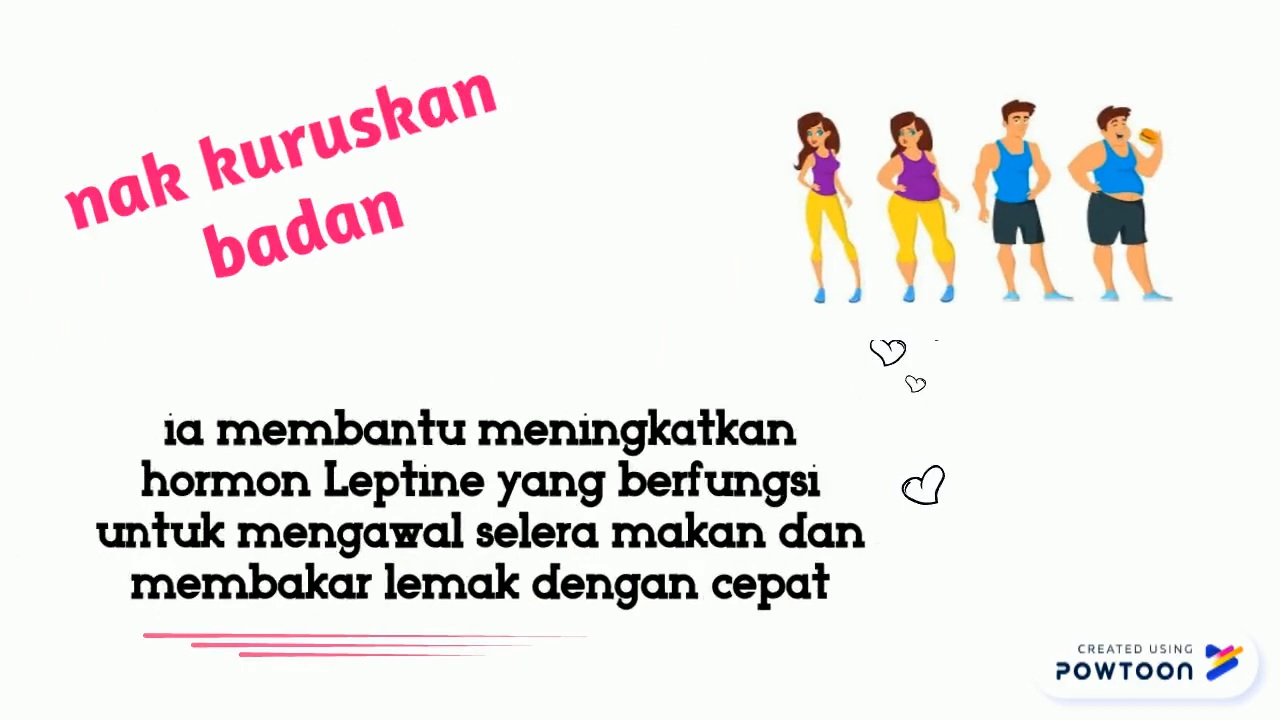 nak kuruskan
badan
ia membantu meningkatkan
hormon Leptine yang berfungsi
untuk mengawal selera makan dan
membakar lemak dengan cepat
CREATED USING
POWTOON